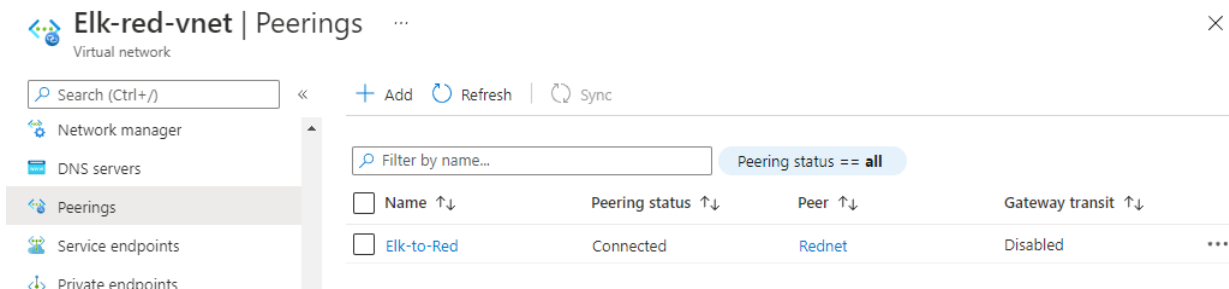 Elk-red-vnet | Peerings ...
Virtual network
Search (Ctrl+/) «
Add Refresh Sync
Network manager
DNS servers
Peerings
Service endpoints
Private endpoints
Filter by name...
Peering status == all
Name ↑↓ Peering status ↑↓ Peer ↑↓ Gateway transit ↑↓
Elk-to-Red Connected Rednet Disabled ...